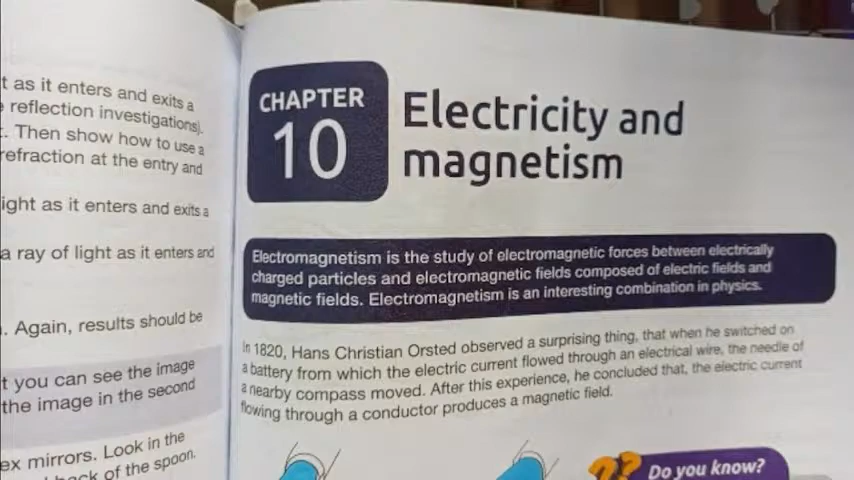 t as it enters and exits a
reflection investigations).
. Then show how to use a
refraction at the entry and
ight as it enters and exits a
a ray of light as it enters and
. Again, results should be
t you can see the image
the image in the second
ex mirrors. Look in the
back of the spoon.
CHAPTER
10
Electricity and
magnetism
Electromagnetism is the study of electromagnetic forces between electrically
charged particles and electromagnetic fields composed of electric fields and
magnetic fields. Electromagnetism is an interesting combination in physics.
In 1820, Hans Christian Orsted observed a surprising thing, that when he switched on
a battery from which the electric current flowed through an electrical wire, the needle of
a nearby compass moved. After this experience, he concluded that, the electric current
flowing through a conductor produces a magnetic field.
??
Do you know?